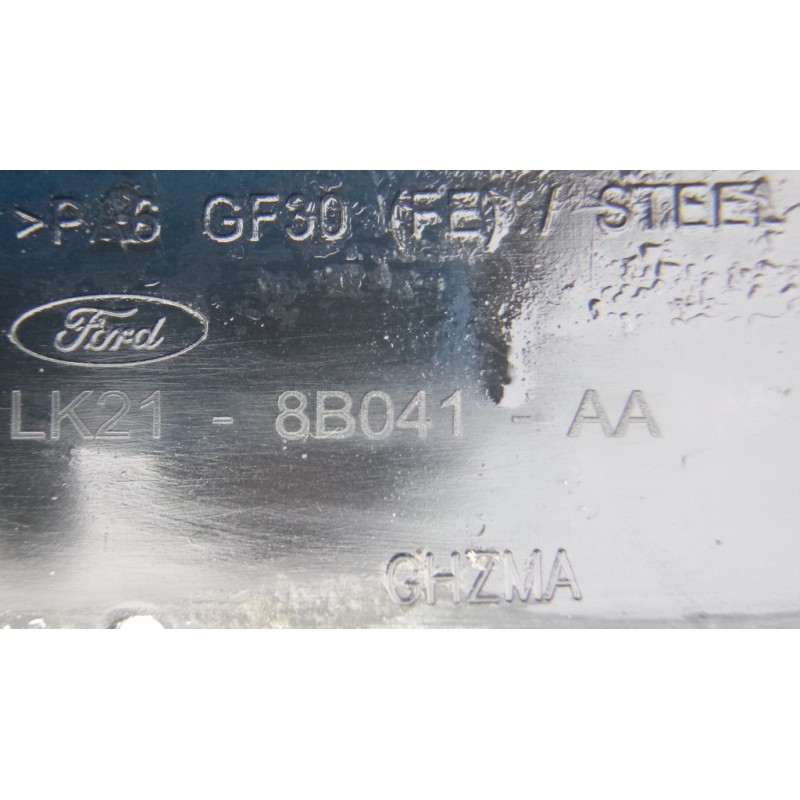 >PA6 GF30 (FE) / STEEL
Ford
LK21 - 8B041 - AA
GHZMA